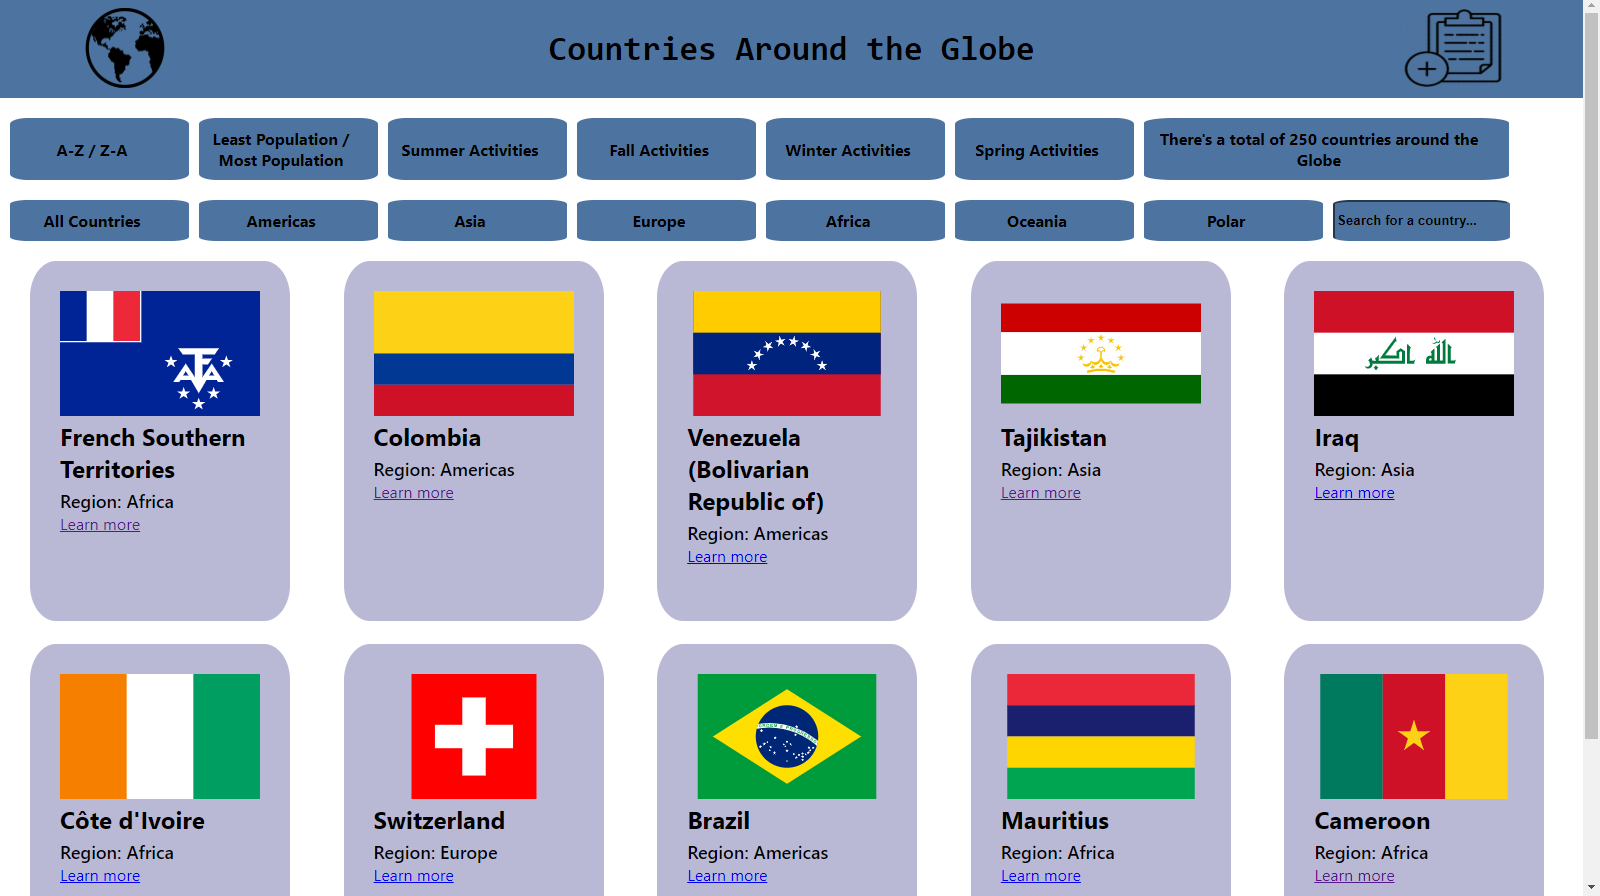 Countries Around the Globe
A-Z / Z-A
Least Population /
Most Population
Summer Activities
Fall Activities
Winter Activities
Spring Activities
There's a total of 250 countries around the
Globe
All Countries
Americas
Asia
Europe
Africa
Oceania
Polar
Search for a country...
French Southern
Territories
Region: Africa
Learn more
Colombia
Region: Americas
Learn more
Venezuela
(Bolivarian
Republic of)
Region: Americas
Learn more
Tajikistan
Region: Asia
Learn more
الله اكبر
Iraq
Region: Asia
Learn more
Côte d'Ivoire
Region: Africa
Learn more
Switzerland
Region: Europe
Learn more
Brazil
Region: Americas
Learn more
Mauritius
Region: Africa
Learn more
Cameroon
Region: Africa
Learn more